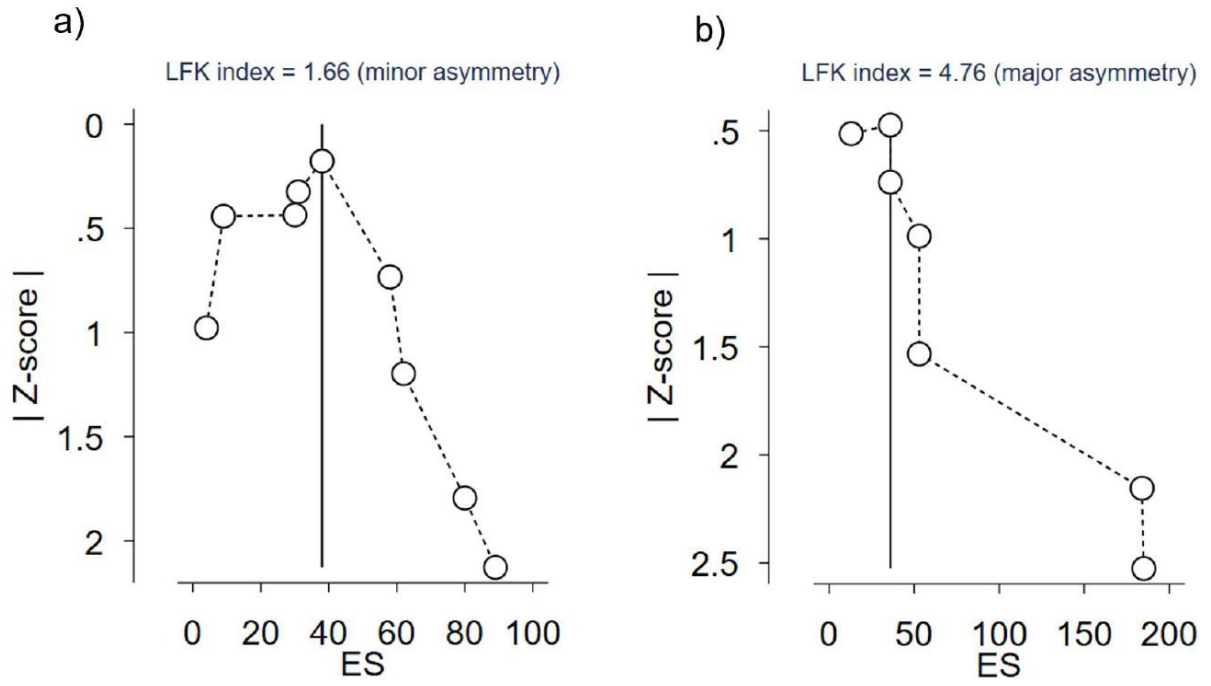 a)
LFK index = 1.66 (minor asymmetry)
0
.5
1
1.5
2
| Z-score |
0 20 40 60 80 100
ES
b)
LFK index = 4.76 (major asymmetry)
.5
1
1.5
2
2.5
| Z-score |
0 50 100 150 200
ES